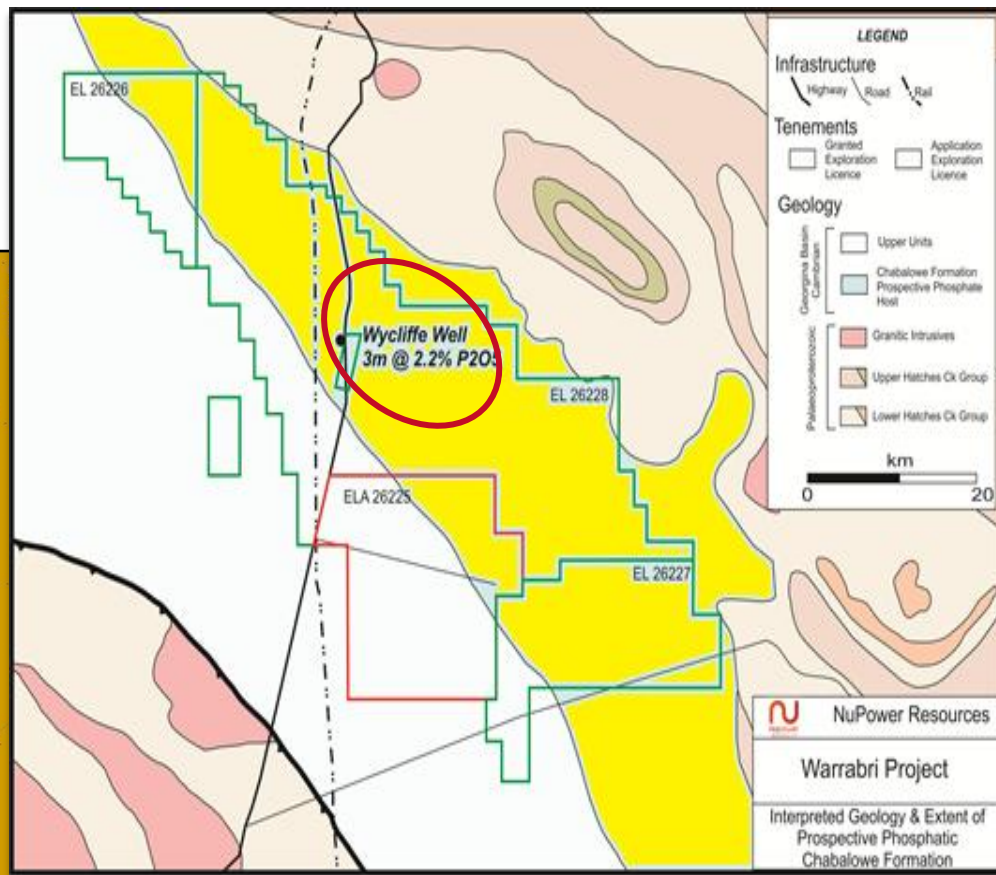 EL 26226
Wycliffe Well
3m @ 2.2% P2O5
EL 26228
ELA 26225
EL 26227
LEGEND
Infrastructure
Highway
Road
Rail
Tenements
Granted
Exploration
Licence
Application
Exploration
Licence
Geology
Georgina Basin
Cambrian
Upper Units
Chabalowe Formation
Prospective Phosphate
Host
Palaeoproterozoic
Granitic Intrusives
Upper Hatches Ck Group
Lower Hatches Ck Group
km
0 20
NuPower Resources
Warrabri Project
Interpreted Geology & Extent of
Prospective Phosphatic
Chabalowe Formation